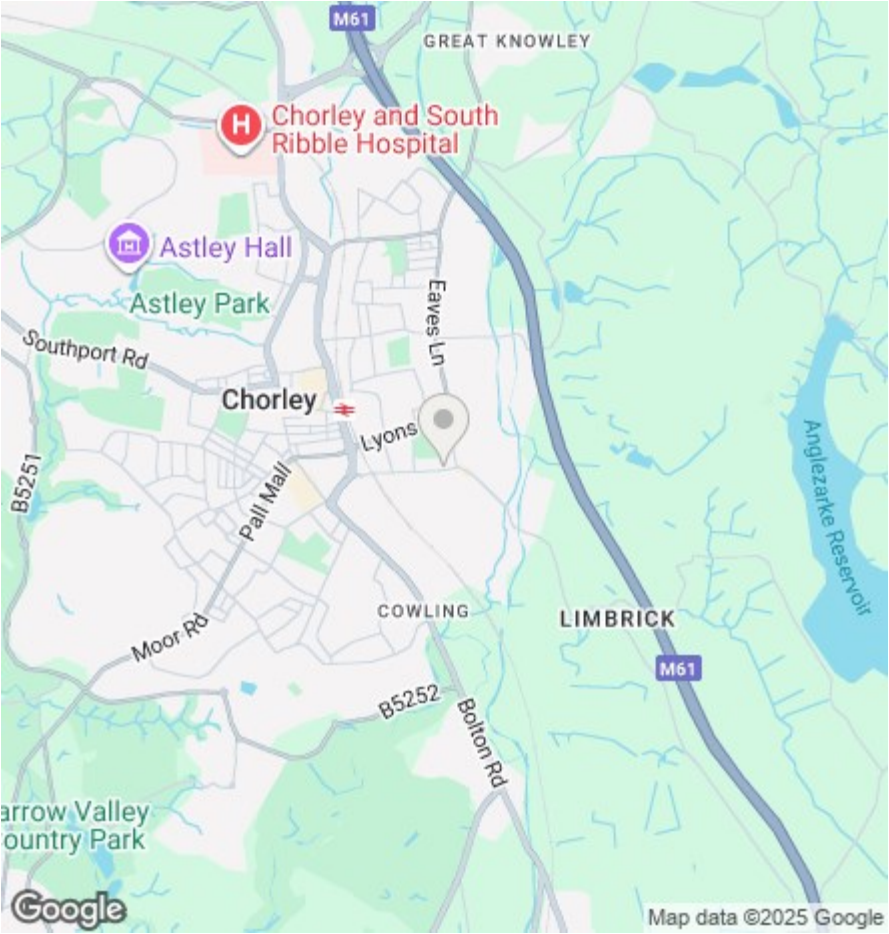 M61
GREAT KNOWLEY
H
Chorley and South
Ribble Hospital
Astley Hall
Astley Park
Eaves Ln
Southport Rd
Chorley
Lyons
Anglezarke Reservoir
B5251
Pall Mall
COWLING
LIMBRICK
Moor Rd
M61
B5252
Bolton Rd
arrow Valley
ountry Park
Google
Map data ©2025 Google